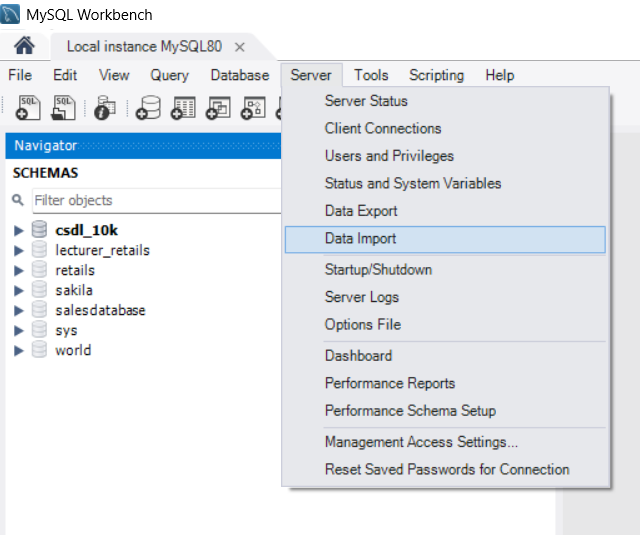 MySQL Workbench
Local instance MySQL80 ×
File Edit View Query Database Server Tools Scripting Help
SQL SQL
Server Status
Client Connections
Users and Privileges
Status and System Variables
Data Export
Data Import
Startup/Shutdown
Server Logs
Options File
Dashboard
Performance Reports
Performance Schema Setup
Management Access Settings...
Reset Saved Passwords for Connection
Navigator
SCHEMAS
Filter objects
csdl_10k
lecturer_retails
retails
sakila
salesdatabase
sys
world